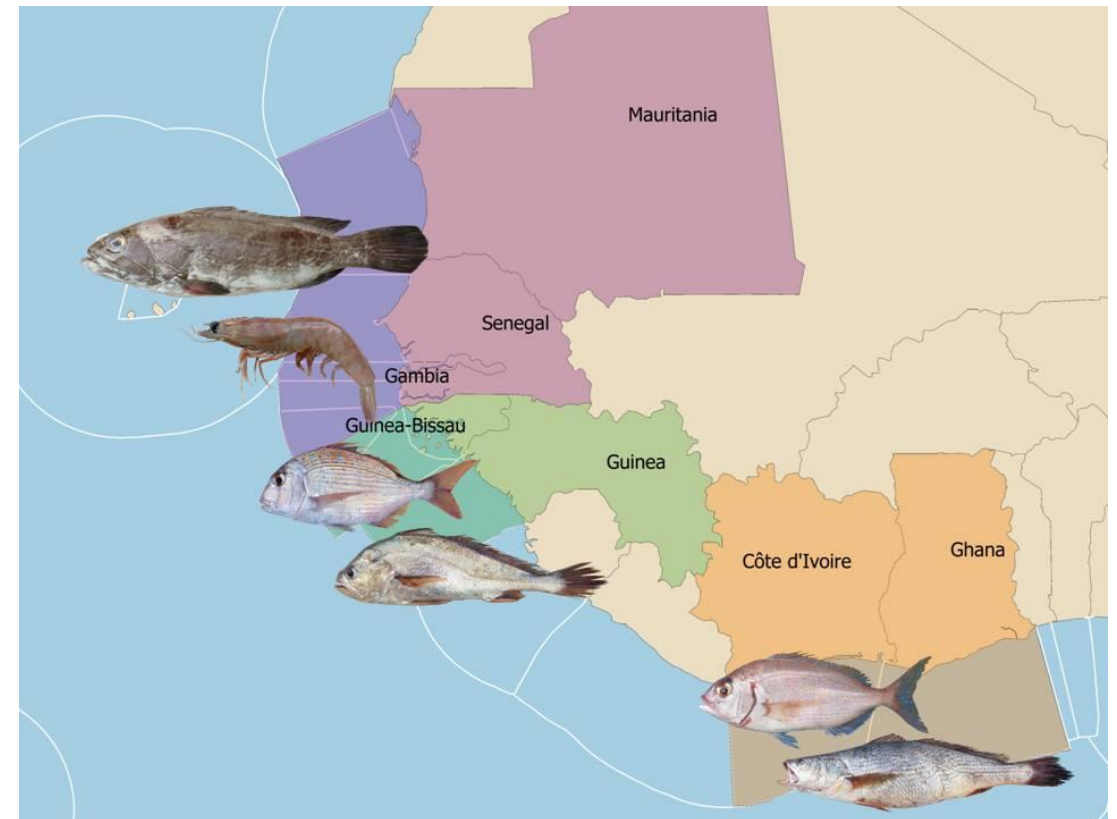 Mauritania
Senegal
Gambia
Guinea-Bissau
Guinea
Côte d'Ivoire
Ghana